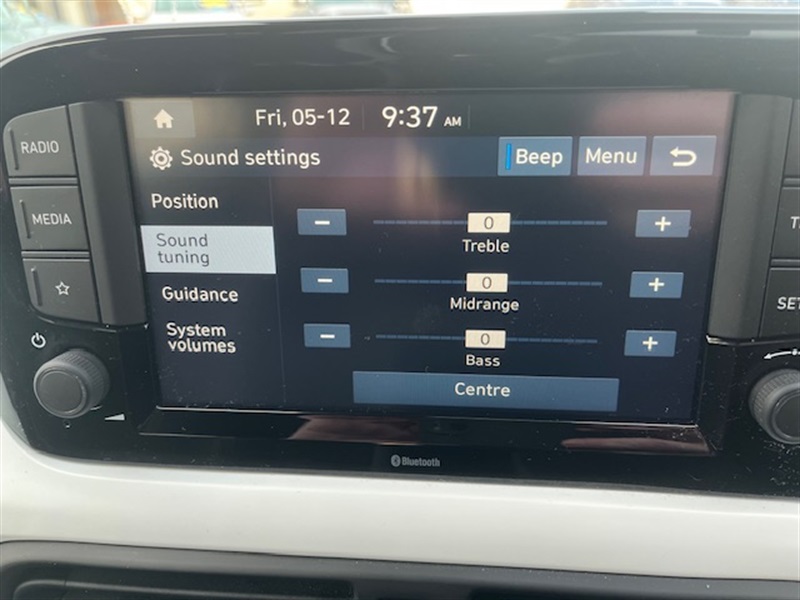 RADIO
MEDIA
Fri, 05-12 9:37 AM
Sound settings
Beep
Menu
Position
Sound
tuning
Guidance
System
volumes
− 0 +
Treble
− 0 +
Midrange
− 0 +
Bass
Centre
Bluetooth